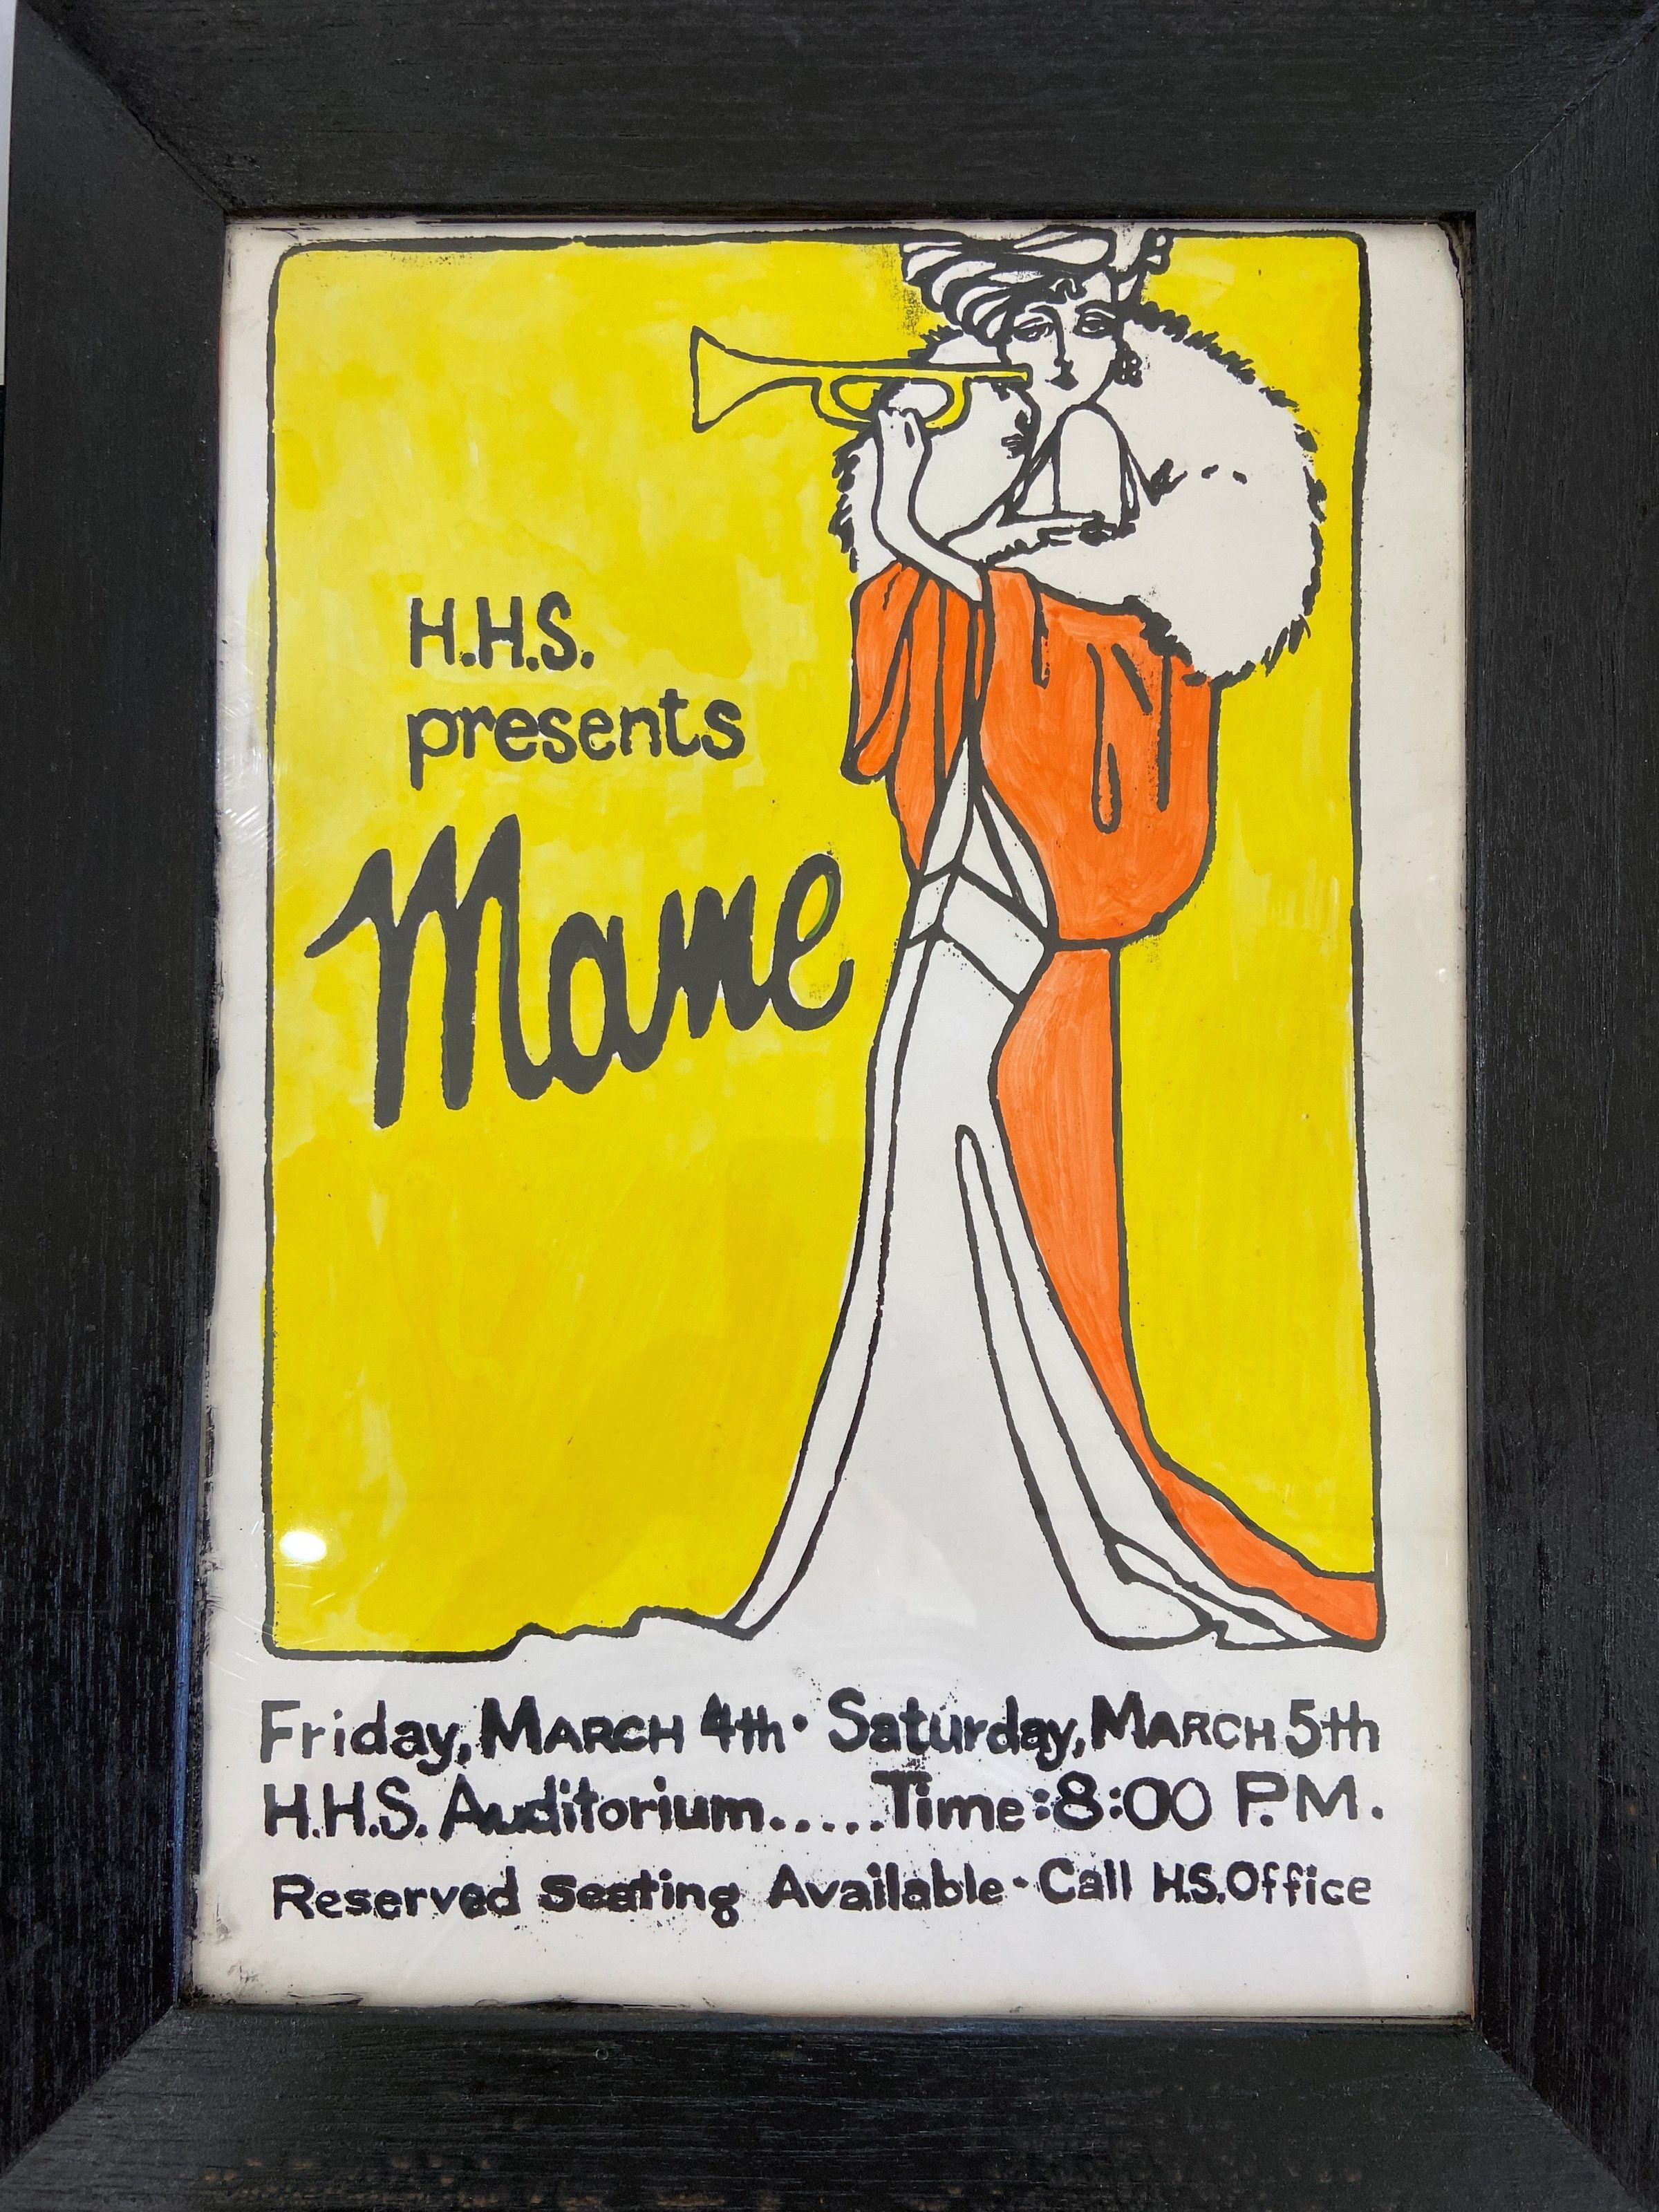 H.H.S.
presents
Mame
Friday, MARCH 4th · Saturday, MARCH 5th
H.H.S. Auditorium.....Time:8:00 P.M.
Reserved Seating Available · Call H.S. Office